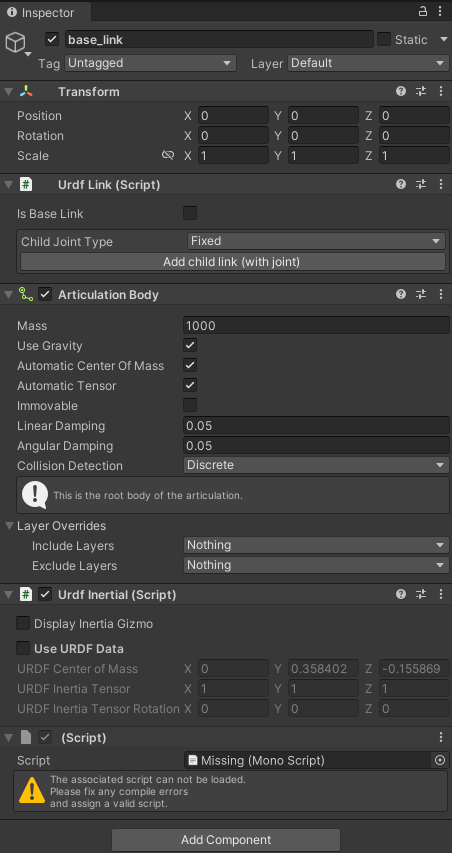 Inspector
base_link
Static
Tag Untagged Layer Default
Transform
Position X 0 Y 0 Z 0
Rotation X 0 Y 0 Z 0
Scale X 1 Y 1 Z 1
# Urdf Link (Script)
Is Base Link
Child Joint Type Fixed
Add child link (with joint)
Articulation Body
Mass 1000
Use Gravity
Automatic Center Of Mass
Automatic Tensor
Immovable
Linear Damping 0.05
Angular Damping 0.05
Collision Detection Discrete
This is the root body of the articulation.
Layer Overrides
Include Layers Nothing
Exclude Layers Nothing
# Urdf Inertial (Script)
Display Inertia Gizmo
Use URDF Data
URDF Center of Mass X 0 Y 0.358402 Z -0.155869
URDF Inertia Tensor X 1 Y 1 Z 1
URDF Inertia Tensor Rotation X 0 Y 0 Z 0
(Script)
Script Missing (Mono Script)
The associated script can not be loaded.
Please fix any compile errors
and assign a valid script.
Add Component